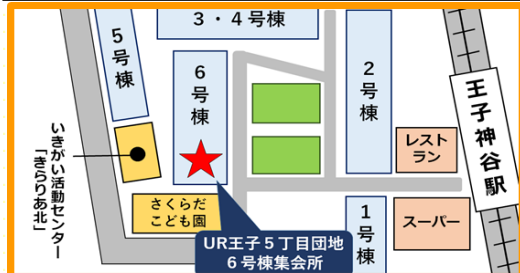 3・4号棟
5号棟
6号棟
2号棟
王子神谷駅
レスト
ラン
いきがい活動センター
「きらりあ北」
さくらだ
こども園
1号棟
スーパー
UR王子5丁目団地
6号棟集会所